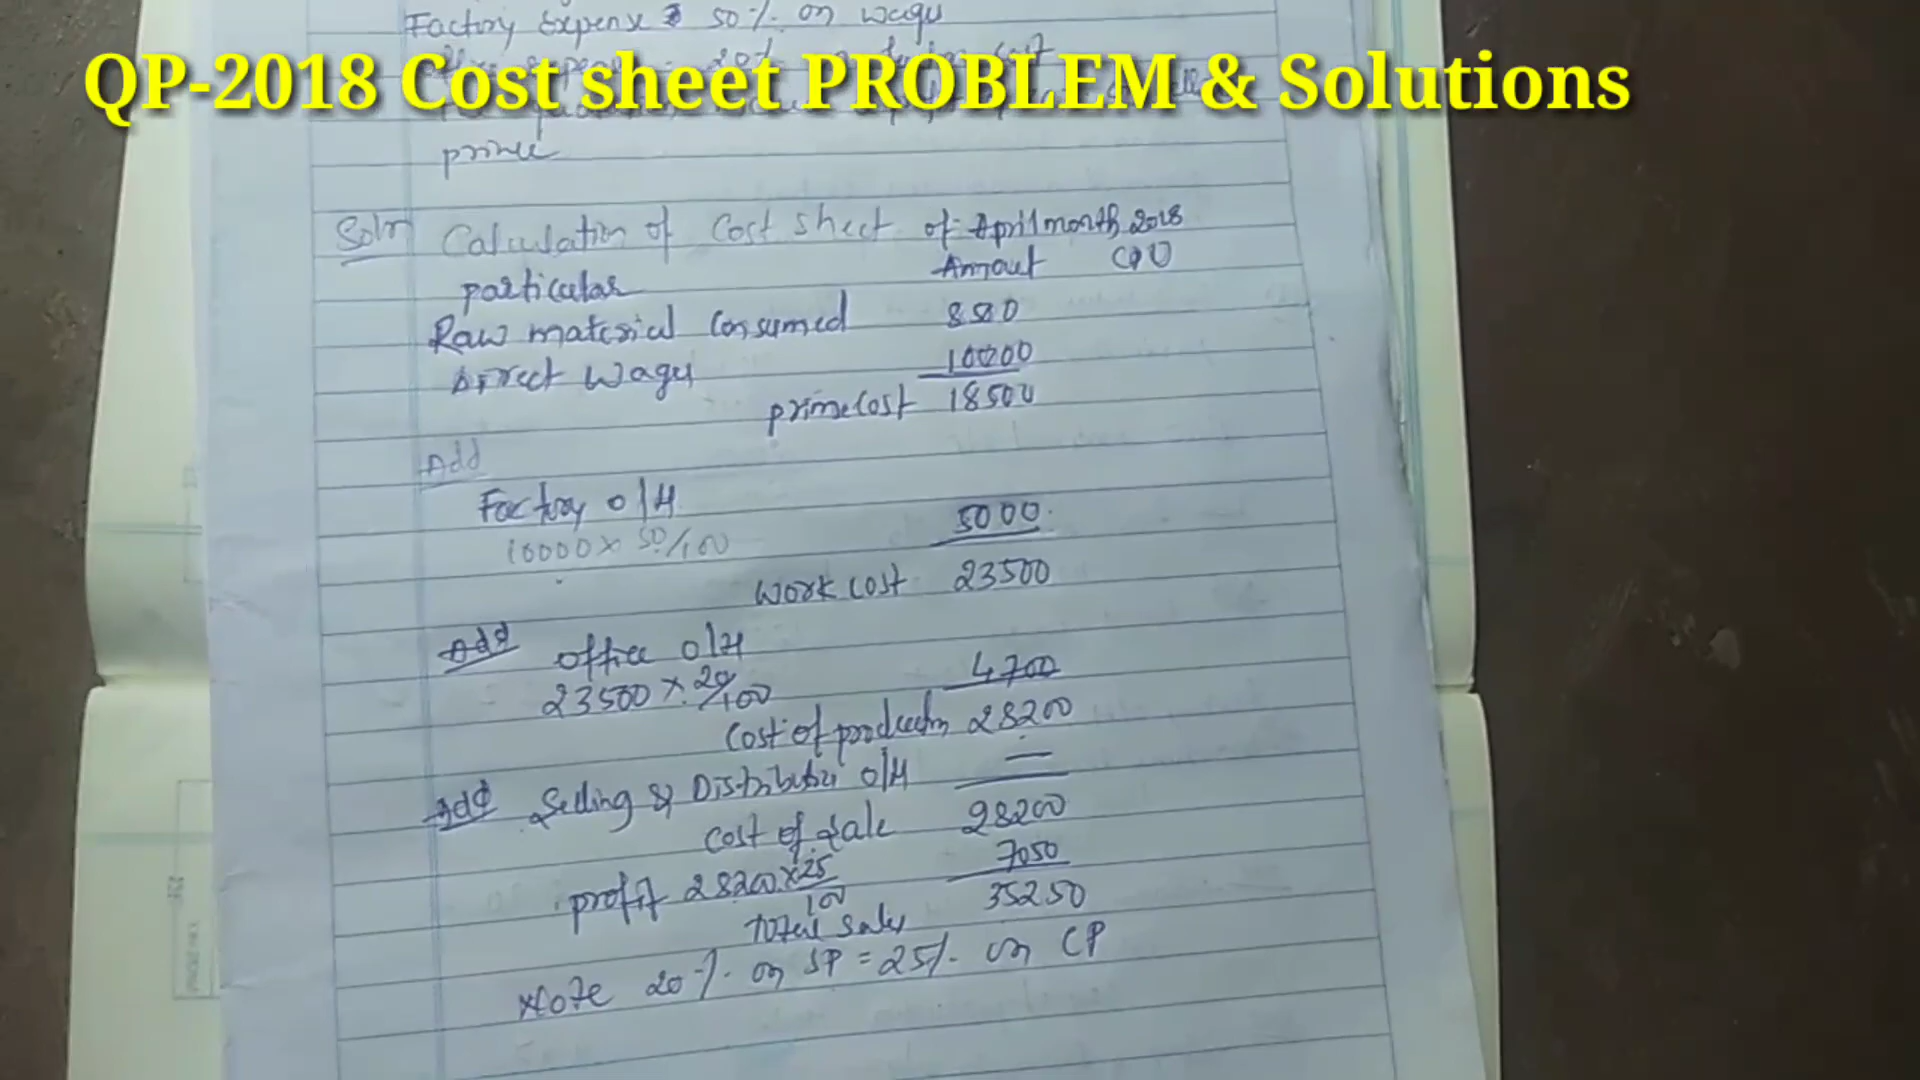 Factory Expense 50% on wages
QP-2018 Cost sheet PROBLEM & Solutions
price
Soln Calculation of Cost sheet of April month 2018
particular Amout CPU
Raw material Consumed 8500
Direct wages 10000
prime Cost 18500
Add
Factory o/H 5000
10000 x 50/100
work cost 23500
Add office o/H 4700
23500 x 20/100
Cost of production 28200
Add Selling & Distribution o/H —
Cost of sale 28200
profit 28200 x 25/100 7050
Total sales 35250
Note 20% on SP = 25% on CP